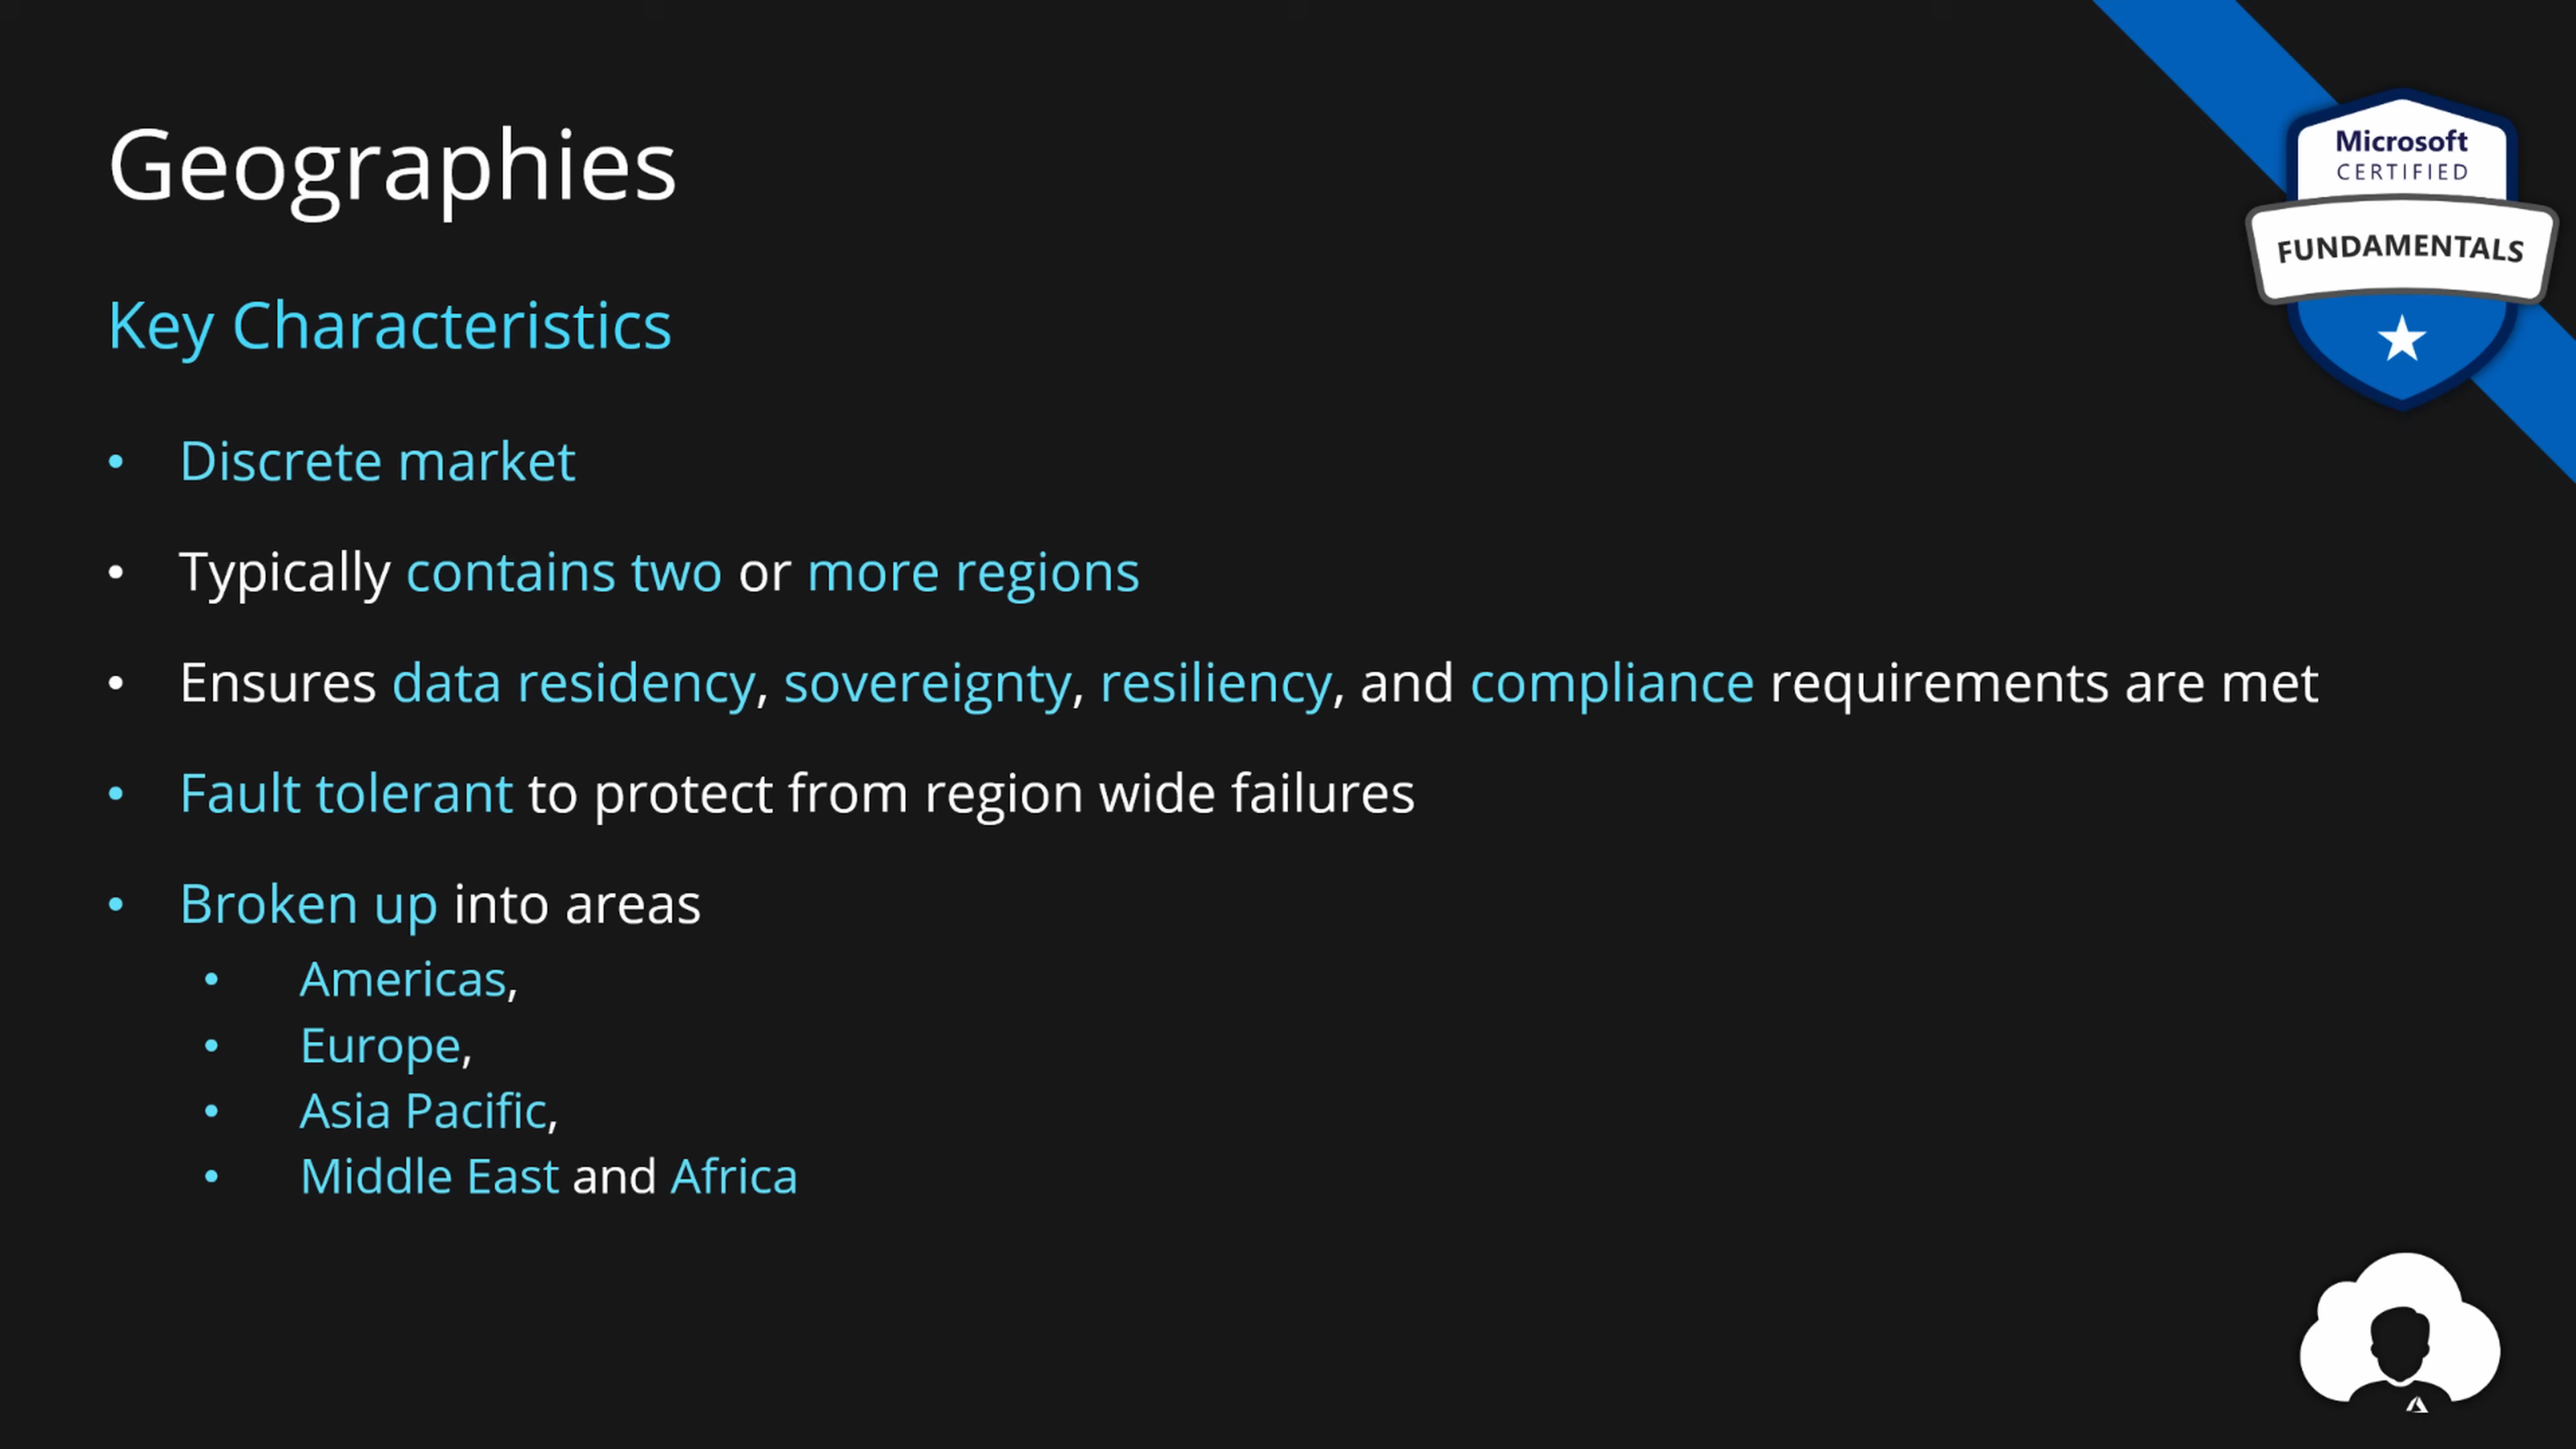 Geographies
Microsoft
CERTIFIED
FUNDAMENTALS
Key Characteristics
• Discrete market
• Typically contains two or more regions
• Ensures data residency, sovereignty, resiliency, and compliance requirements are met
• Fault tolerant to protect from region wide failures
• Broken up into areas
• Americas,
• Europe,
• Asia Pacific,
• Middle East and Africa